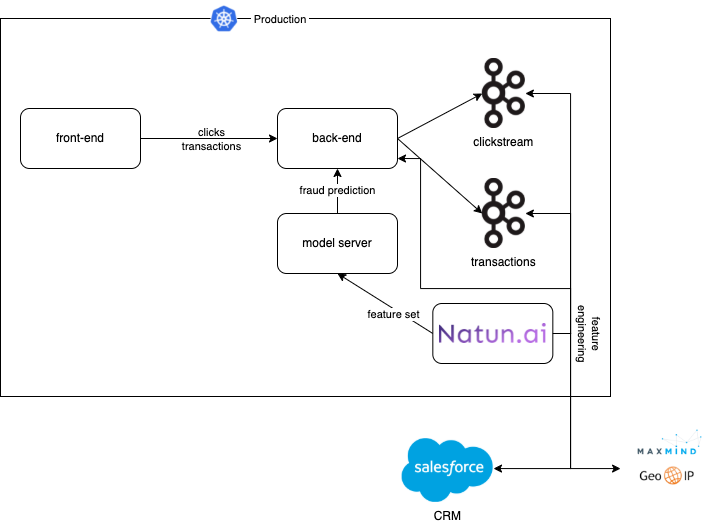 Production
front-end
clicks
transactions
back-end
clickstream
fraud prediction
model server
transactions
feature set
Natun.ai
feature
engineering
salesforce
CRM
MAXMIND
Geo IP